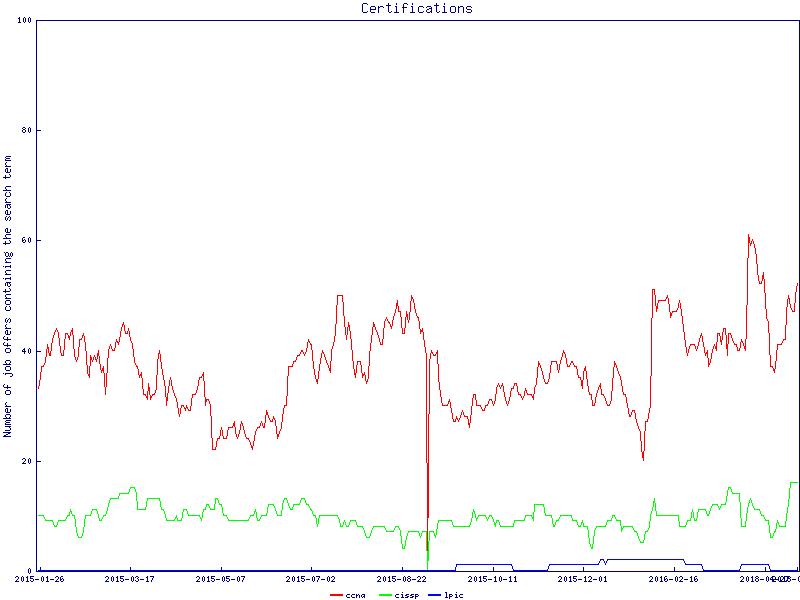 Certifications
100
80
60
40
20
0
Number of job offers containing the search term
2015-01-26 2015-03-17 2015-05-07 2015-07-02 2015-08-22 2015-10-11 2015-12-01 2016-02-16
ccna cissp lpic